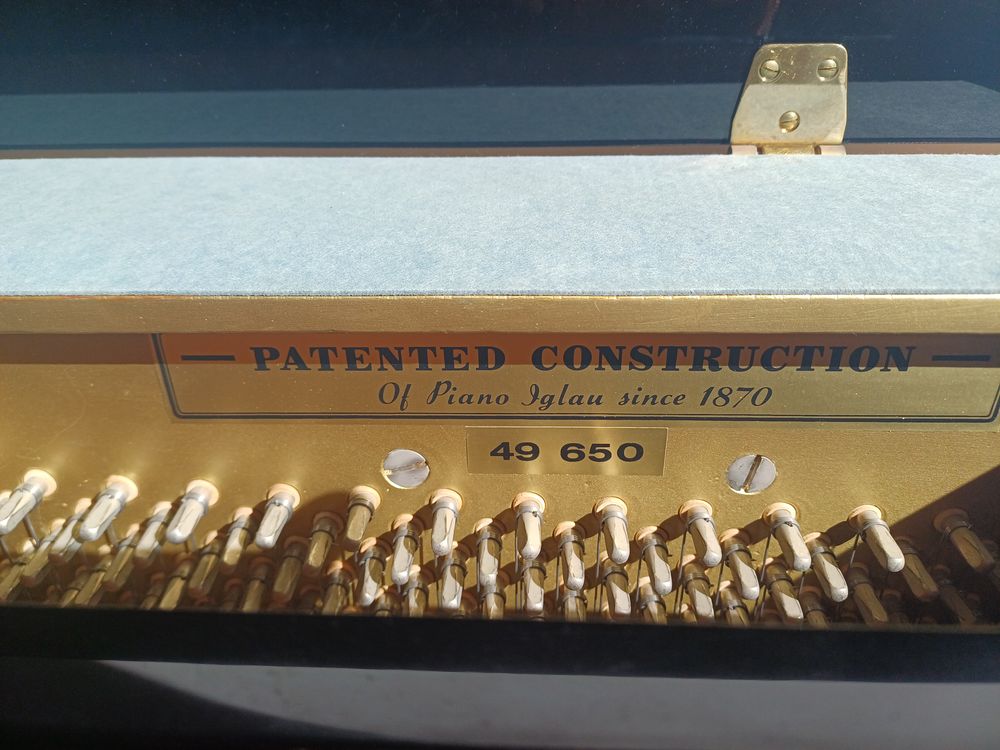 PATENTED CONSTRUCTION
Of Piano Iglau since 1870
49 650